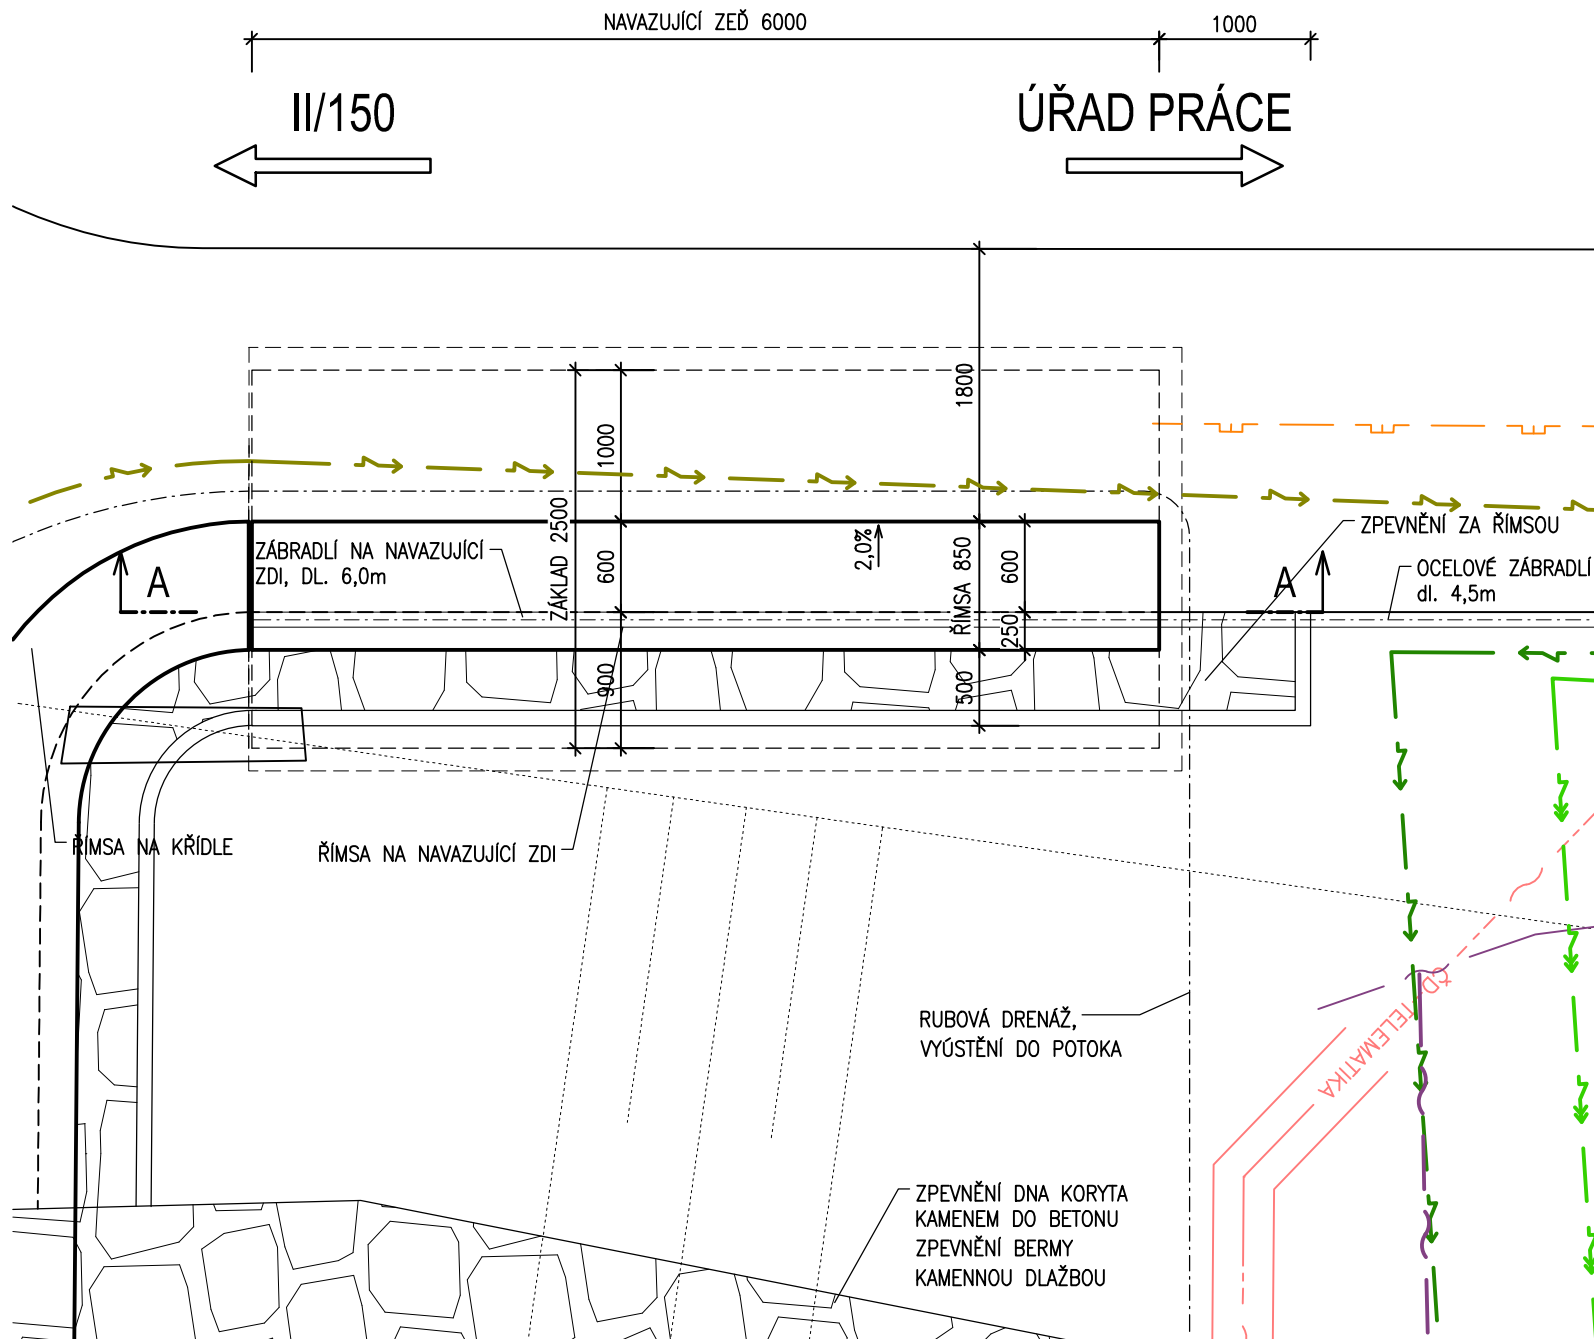 NAVAZUJÍCÍ ZEĎ 6000
1000
II/150
ÚŘAD PRÁCE
1800
1000
ZÁKLAD 2500
600
900
2,0%
ŘÍMSA 850
600
250
500
ZÁBRADLÍ NA NAVAZUJÍCÍ
ZDI, DL. 6,0m
A
A
ZPEVNĚNÍ ZA ŘÍMSOU
OCELOVÉ ZÁBRADLÍ
dl. 4,5m
ŘÍMSA NA KŘÍDLE
ŘÍMSA NA NAVAZUJÍCÍ ZDI
RUBOVÁ DRENÁŽ,
VYÚSTĚNÍ DO POTOKA
ČD-TELEMATIKA
ZPEVNĚNÍ DNA KORYTA
KAMENEM DO BETONU
ZPEVNĚNÍ BERMY
KAMENNOU DLAŽBOU